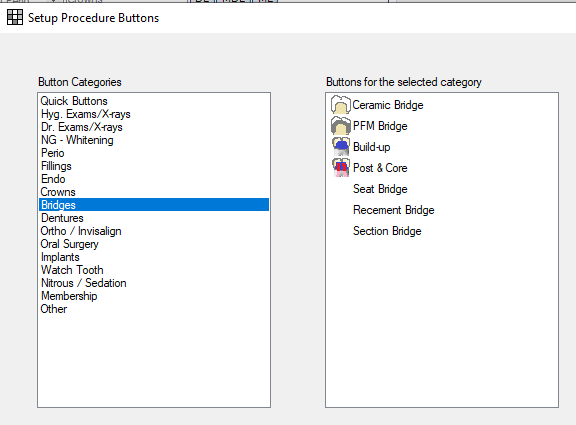 Setup Procedure Buttons
Button Categories
Quick Buttons
Hyg. Exams/X-rays
Dr. Exams/X-rays
NG - Whitening
Perio
Fillings
Endo
Crowns
Bridges
Dentures
Ortho / Invisalign
Oral Surgery
Implants
Watch Tooth
Nitrous / Sedation
Membership
Other
Buttons for the selected category
Ceramic Bridge
PFM Bridge
Build-up
Post & Core
Seat Bridge
Recement Bridge
Section Bridge